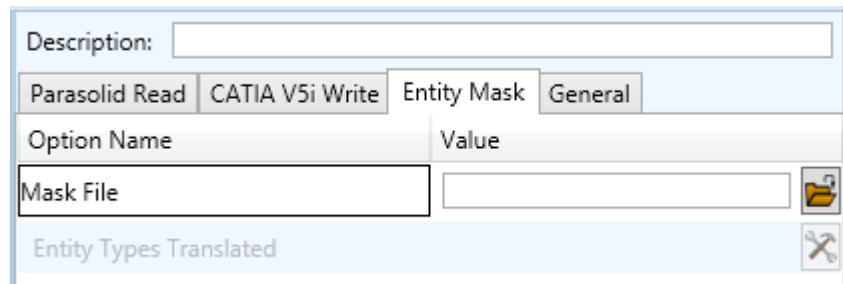 Description:
Parasolid Read CATIA V5i Write Entity Mask General
Option Name Value
Mask File
Entity Types Translated